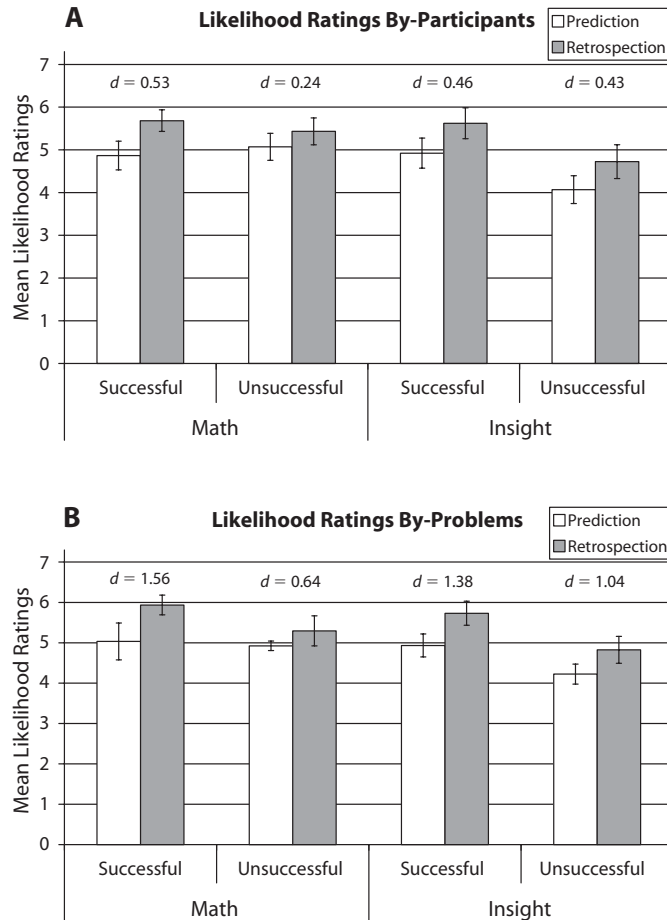 A
Likelihood Ratings By-Participants
Prediction
Retrospection
Mean Likelihood Ratings
7
6
5
4
3
2
1
0
d = 0.53
d = 0.24
d = 0.46
d = 0.43
Successful
Unsuccessful
Successful
Unsuccessful
Math
Insight
B
Likelihood Ratings By-Problems
Prediction
Retrospection
Mean Likelihood Ratings
7
6
5
4
3
2
1
0
d = 1.56
d = 0.64
d = 1.38
d = 1.04
Successful
Unsuccessful
Successful
Unsuccessful
Math
Insight